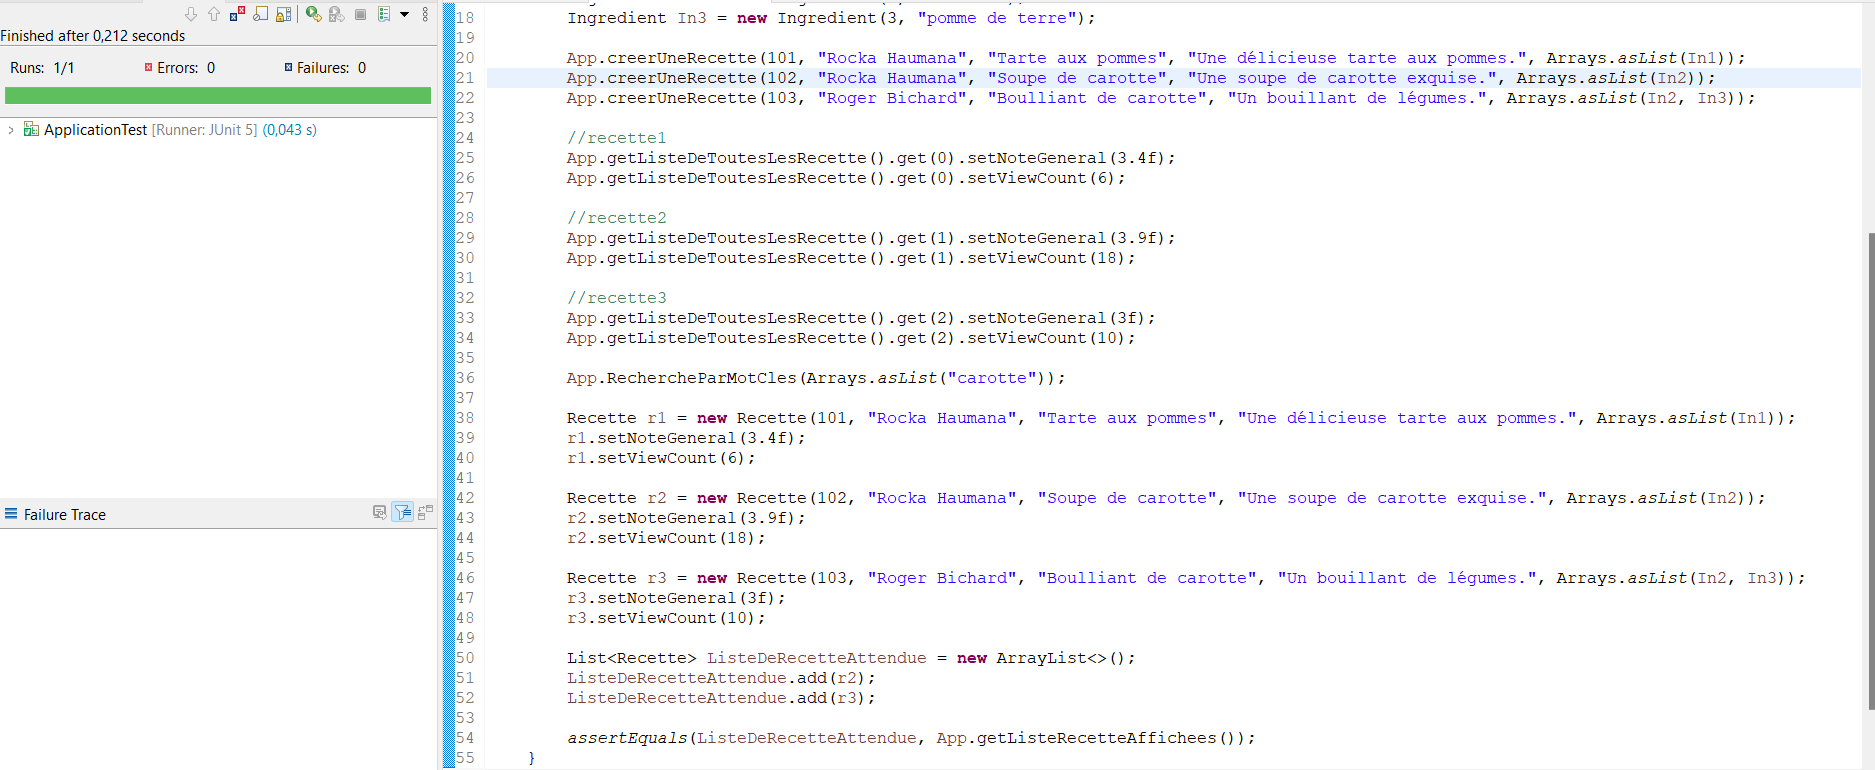 Finished after 0,212 seconds
Runs: 1/1 Errors: 0 Failures: 0
ApplicationTest [Runner: JUnit 5] (0,043 s)
Failure Trace
18 Ingredient In3 = new Ingredient(3, "pomme de terre");
19
20 App.creerUneRecette(101, "Rocka Haumana", "Tarte aux pommes", "Une délicieuse tarte aux pommes.", Arrays.asList(In1));
21 App.creerUneRecette(102, "Rocka Haumana", "Soupe de carotte", "Une soupe de carotte exquise.", Arrays.asList(In2));
22 App.creerUneRecette(103, "Roger Bichard", "Boulliant de carotte", "Un bouillant de légumes.", Arrays.asList(In2, In3));
23
24 //recette1
25 App.getListeDeToutesLesRecette().get(0).setNoteGeneral(3.4f);
26 App.getListeDeToutesLesRecette().get(0).setViewCount(6);
27
28 //recette2
29 App.getListeDeToutesLesRecette().get(1).setNoteGeneral(3.9f);
30 App.getListeDeToutesLesRecette().get(1).setViewCount(18);
31
32 //recette3
33 App.getListeDeToutesLesRecette().get(2).setNoteGeneral(3f);
34 App.getListeDeToutesLesRecette().get(2).setViewCount(10);
35
36 App.RechercheParMotCles(Arrays.asList("carotte"));
37
38 Recette r1 = new Recette(101, "Rocka Haumana", "Tarte aux pommes", "Une délicieuse tarte aux pommes.", Arrays.asList(In1));
39 r1.setNoteGeneral(3.4f);
40 r1.setViewCount(6);
41
42 Recette r2 = new Recette(102, "Rocka Haumana", "Soupe de carotte", "Une soupe de carotte exquise.", Arrays.asList(In2));
43 r2.setNoteGeneral(3.9f);
44 r2.setViewCount(18);
45
46 Recette r3 = new Recette(103, "Roger Bichard", "Boulliant de carotte", "Un bouillant de légumes.", Arrays.asList(In2, In3));
47 r3.setNoteGeneral(3f);
48 r3.setViewCount(10);
49
50 List<Recette> ListeDeRecetteAttendue = new ArrayList<>();
51 ListeDeRecetteAttendue.add(r2);
52 ListeDeRecetteAttendue.add(r3);
53
54 assertEquals(ListeDeRecetteAttendue, App.getListeRecetteAffichees());
55 }